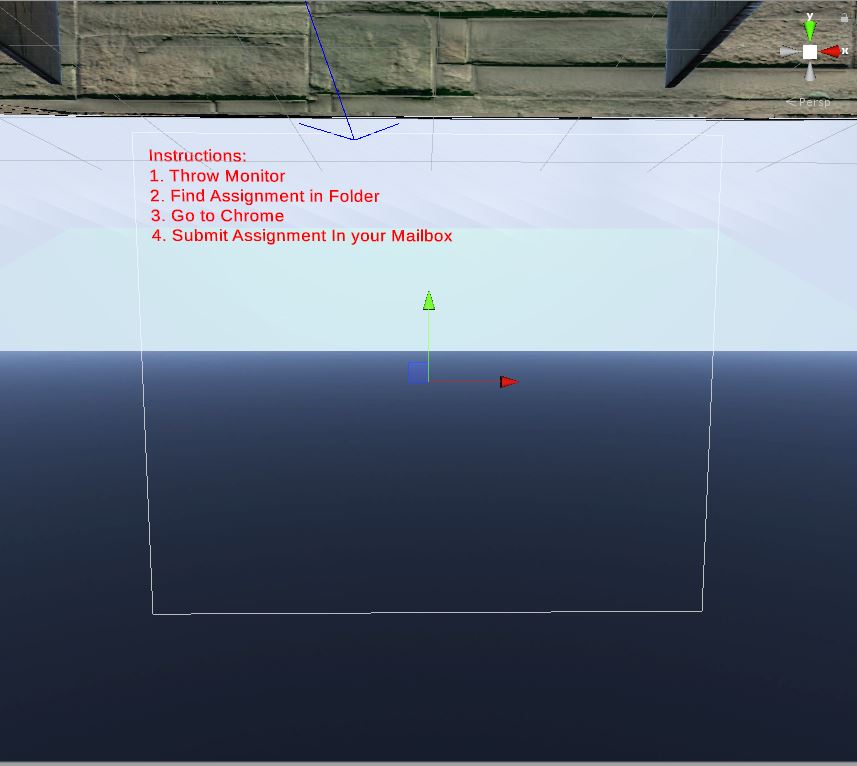 y
x
< Persp
Instructions:
1. Throw Monitor
2. Find Assignment in Folder
3. Go to Chrome
4. Submit Assignment In your Mailbox